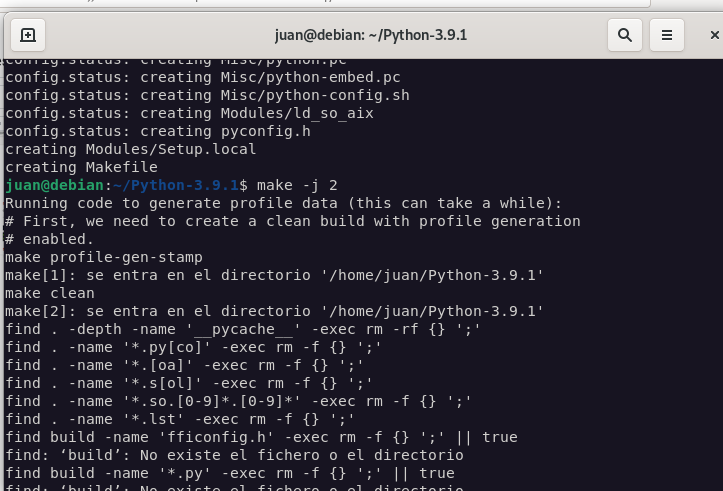 juan@debian: ~/Python-3.9.1
config.status: creating Misc/python.pc
config.status: creating Misc/python-embed.pc
config.status: creating Misc/python-config.sh
config.status: creating Modules/ld_so_aix
config.status: creating pyconfig.h
creating Modules/Setup.local
creating Makefile
juan@debian:~/Python-3.9.1$ make -j 2
Running code to generate profile data (this can take a while):
# First, we need to create a clean build with profile generation
# enabled.
make profile-gen-stamp
make[1]: se entra en el directorio '/home/juan/Python-3.9.1'
make clean
make[2]: se entra en el directorio '/home/juan/Python-3.9.1'
find . -depth -name '__pycache__' -exec rm -rf {} ';'
find . -name '*.py[co]' -exec rm -f {} ';'
find . -name '*.[oa]' -exec rm -f {} ';'
find . -name '*.s[ol]' -exec rm -f {} ';'
find . -name '*.so.[0-9]*.[0-9]*' -exec rm -f {} ';'
find . -name '*.lst' -exec rm -f {} ';'
find build -name 'fficonfig.h' -exec rm -f {} ';' || true
find: ‘build’: No existe el fichero o el directorio
find build -name '*.py' -exec rm -f {} ';' || true
find: ‘build’: No existe el fichero o el directorio